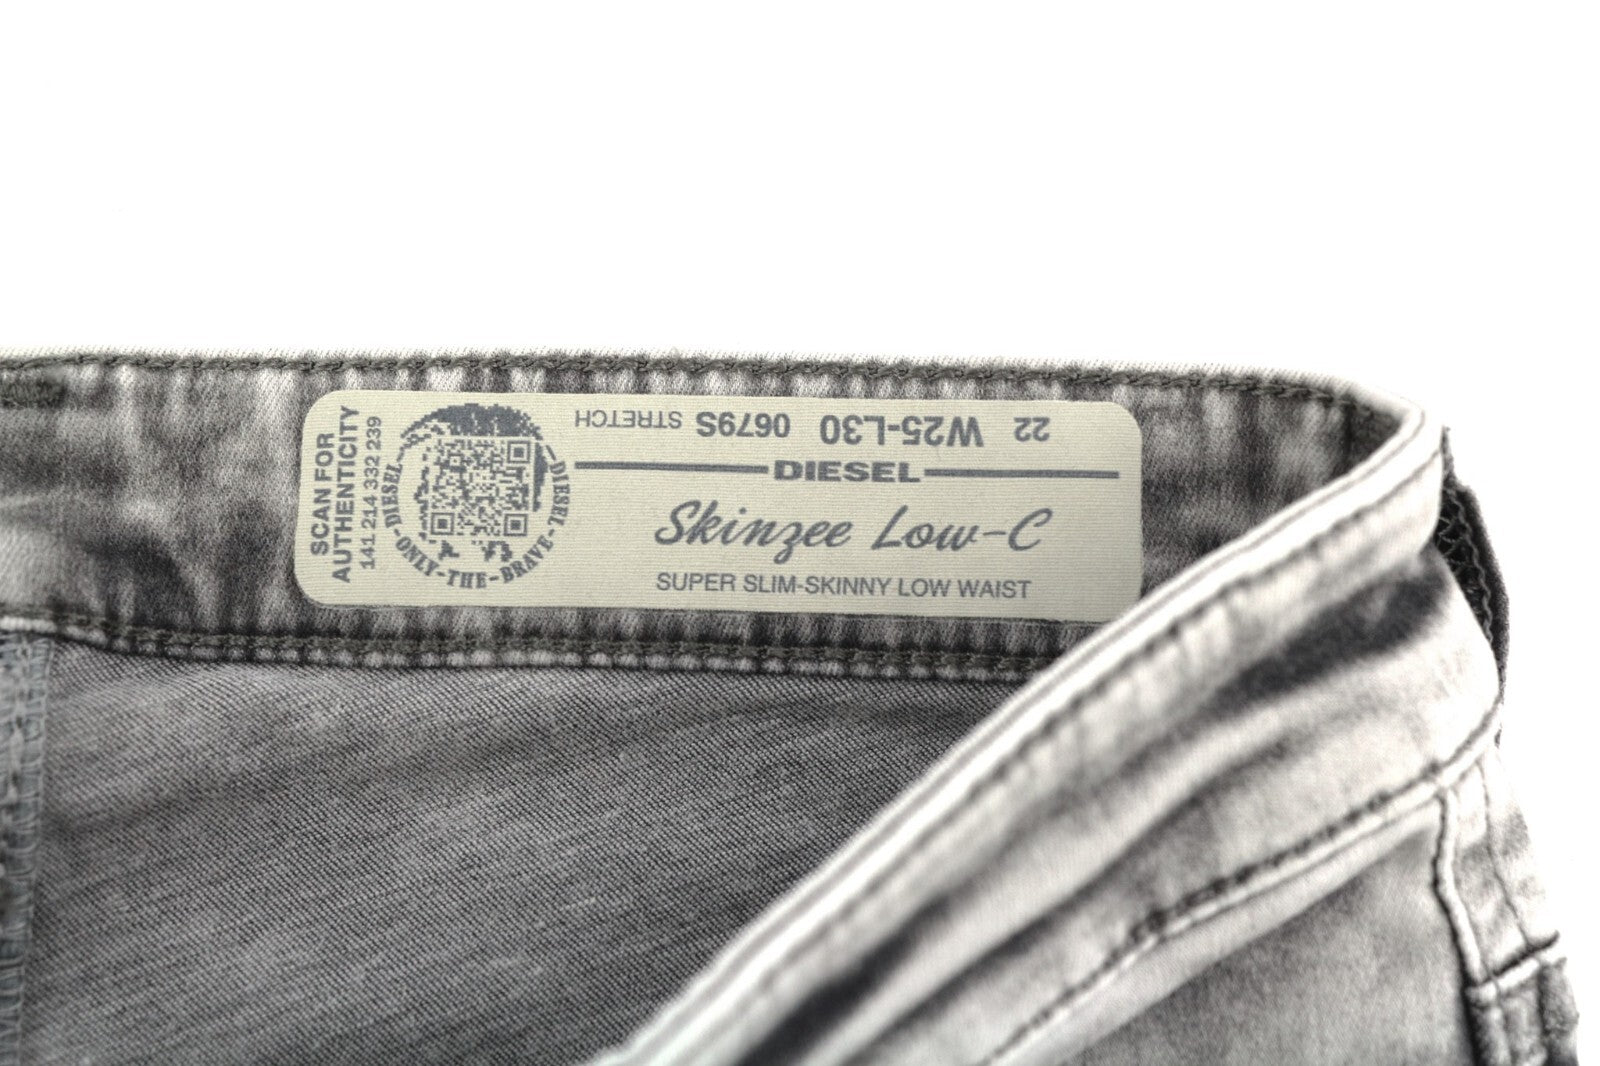 SCAN FOR
AUTHENTICITY
141 214 332 239
DIESEL
DIESEL
-ONLY-THE-BRAVE-
22 W25-L30 0679S STRETCH
DIESEL
Skinzee Low-C
SUPER SLIM-SKINNY LOW WAIST